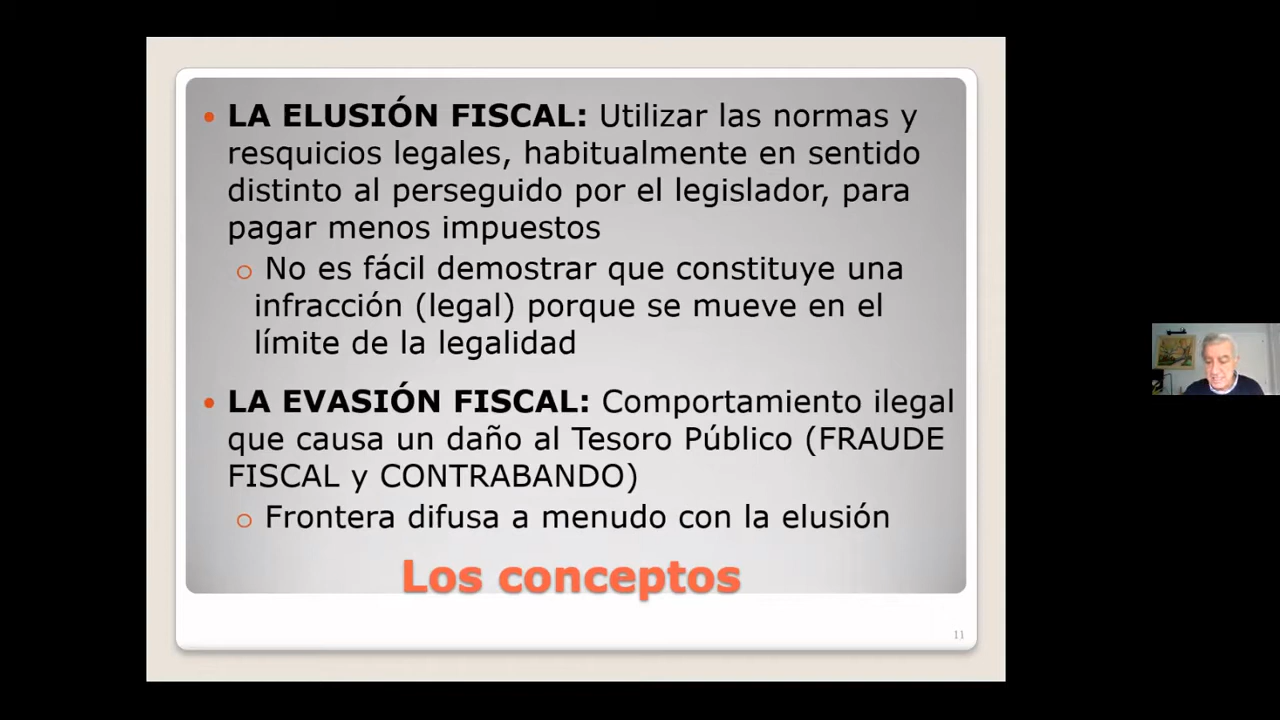 • LA ELUSIÓN FISCAL: Utilizar las normas y
resquicios legales, habitualmente en sentido
distinto al perseguido por el legislador, para
pagar menos impuestos
o No es fácil demostrar que constituye una
infracción (legal) porque se mueve en el
límite de la legalidad
• LA EVASIÓN FISCAL: Comportamiento ilegal
que causa un daño al Tesoro Público (FRAUDE
FISCAL y CONTRABANDO)
o Frontera difusa a menudo con la elusión
Los conceptos
11